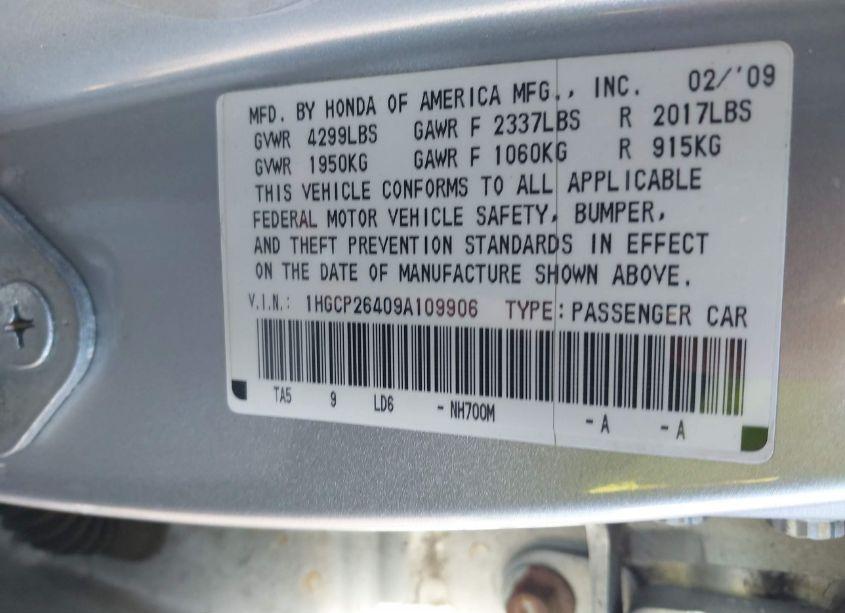 MFD. BY HONDA OF AMERICA MFG., INC. 02/'09
GVWR 4299LBS GAWR F 2337LBS R 2017LBS
GVWR 1950KG GAWR F 1060KG R 915KG
THIS VEHICLE CONFORMS TO ALL APPLICABLE
FEDERAL MOTOR VEHICLE SAFETY, BUMPER,
AND THEFT PREVENTION STANDARDS IN EFFECT
ON THE DATE OF MANUFACTURE SHOWN ABOVE.
V.I.N.: 1HGCP26409A109906 TYPE: PASSENGER CAR
TA5 9 LD6 - NH700M - A - A